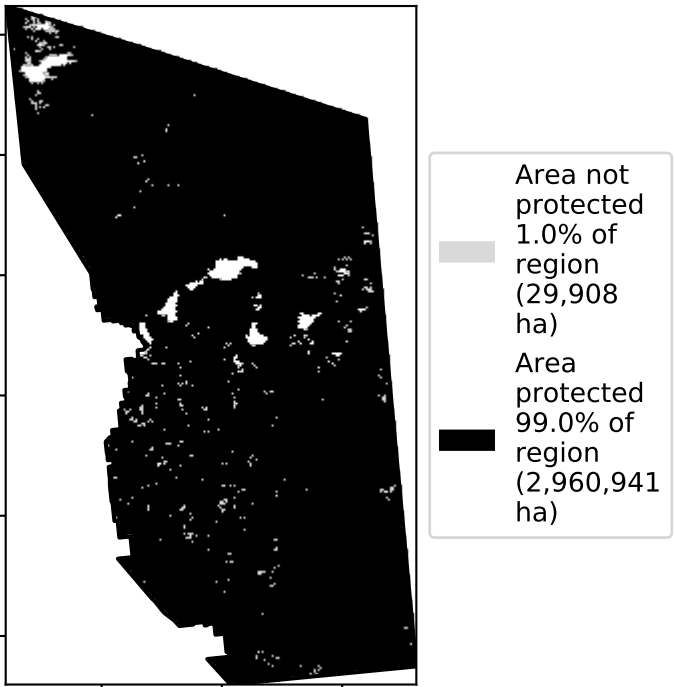 Area not
protected
1.0% of
region
(29,908
ha)
Area
protected
99.0% of
region
(2,960,941
ha)